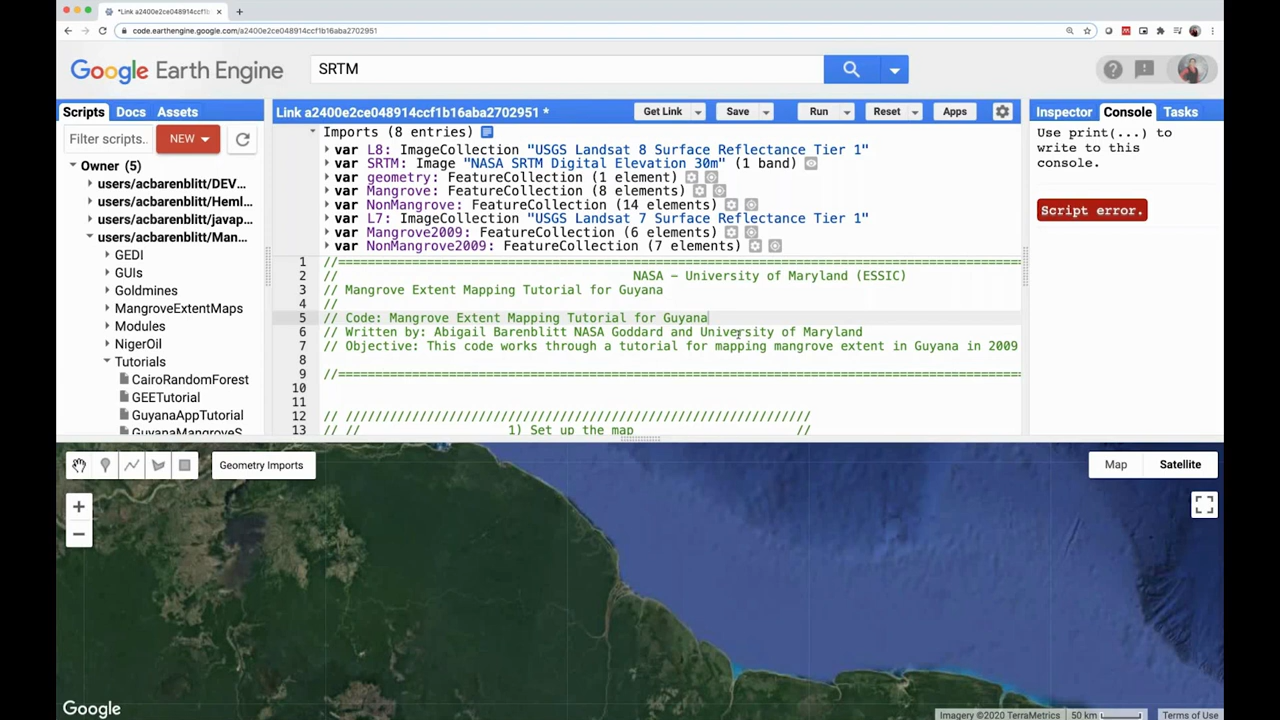 *Link a2400e2ce048914ccf1b16
code.earthengine.google.com/a2400e2ce048914ccf1b16aba2702951
Google Earth Engine
SRTM
Scripts Docs Assets
Filter scripts..
NEW
Owner (5)
users/acbarenblitt/DEV...
users/acbarenblitt/Heml...
users/acbarenblitt/javap...
users/acbarenblitt/Man...
GEDI
GUIs
Goldmines
MangroveExtentMaps
Modules
NigerOil
Tutorials
CairoRandomForest
GEETutorial
GuyanaAppTutorial
GuyanaMangroveS
Link a2400e2ce048914ccf1b16aba2702951 *
Get Link Save Run Reset Apps
Imports (8 entries)
var L8: ImageCollection "USGS Landsat 8 Surface Reflectance Tier 1"
var SRTM: Image "NASA SRTM Digital Elevation 30m" (1 band)
var geometry: FeatureCollection (1 element)
var Mangrove: FeatureCollection (8 elements)
var NonMangrove: FeatureCollection (14 elements)
var L7: ImageCollection "USGS Landsat 7 Surface Reflectance Tier 1"
var Mangrove2009: FeatureCollection (6 elements)
var NonMangrove2009: FeatureCollection (7 elements)
1 //=============================================================================================
2 // NASA – University of Maryland (ESSIC)
3 // Mangrove Extent Mapping Tutorial for Guyana
4 //
5 // Code: Mangrove Extent Mapping Tutorial for Guyana
6 // Written by: Abigail Barenblitt NASA Goddard and University of Maryland
7 // Objective: This code works through a tutorial for mapping mangrove extent in Guyana in 2009
8
9 //=============================================================================================
10
11
12 // ///////////////////////////////////////////////////////////////
13 // // 1) Set up the map //
Inspector Console Tasks
Use print(...) to
write to this
console.
Script error.
Geometry Imports
Map Satellite
+
−
Google
Imagery ©2020 TerraMetrics 50 km Terms of Use